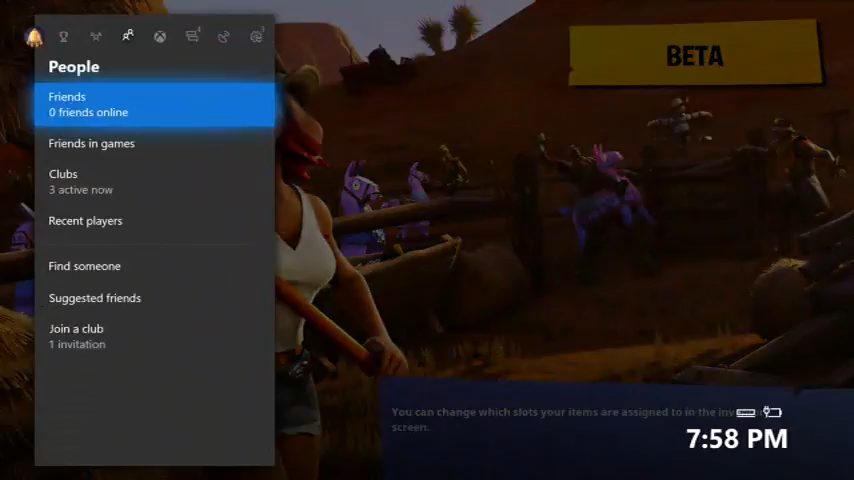 People
Friends
0 friends online
Friends in games
Clubs
3 active now
Recent players
Find someone
Suggested friends
Join a club
1 invitation
BETA
You can change which slots your items are assigned to in the
screen.
7:58 PM